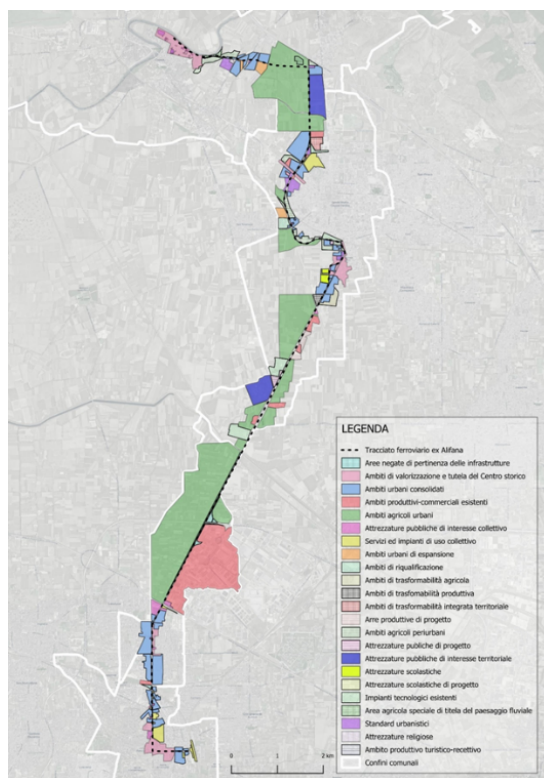 LEGENDA
Tracciato ferroviario ex Alifana
Aree negate di pertinenza delle infrastrutture
Ambiti di valorizzazione e tutela del Centro storico
Ambiti urbani consolidati
Ambiti produttivi-commerciali esistenti
Ambiti agricoli urbani
Attrezzature pubbliche di interesse collettivo
Servizi ed impianti di uso collettivo
Ambiti urbani di espansione
Ambiti di riqualificazione
Ambiti di trasformabilità agricola
Ambiti di trasfomabilità produttiva
Ambiti di trasformabilità integrata territoriale
Arre produttive di progetto
Ambiti agricoli periurbani
Attrezzature publiche di progetto
Attrezzature pubbliche di interesse territoriale
Attrezzature scolastiche
Attrezzature scolastiche di progetto
Impianti tecnologici esistenti
Area agricola speciale di titela del paesaggio fluviale
Standard urbanistici
Attrezzature religiose
Ambito produttivo turistico-recettivo
Confini comunali
0 1 2 km